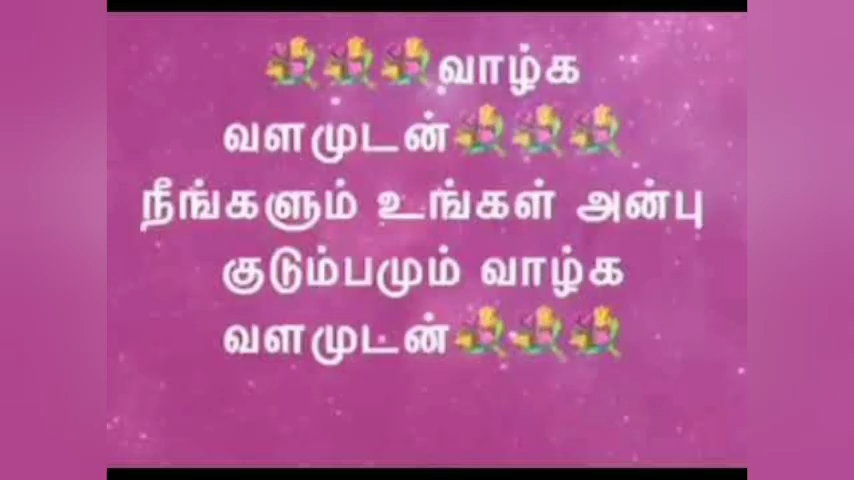 💐💐💐வாழ்க
வளமுடன்💐💐💐
நீங்களும் உங்கள் அன்பு
குடும்பமும் வாழ்க
வளமுடன்💐💐💐